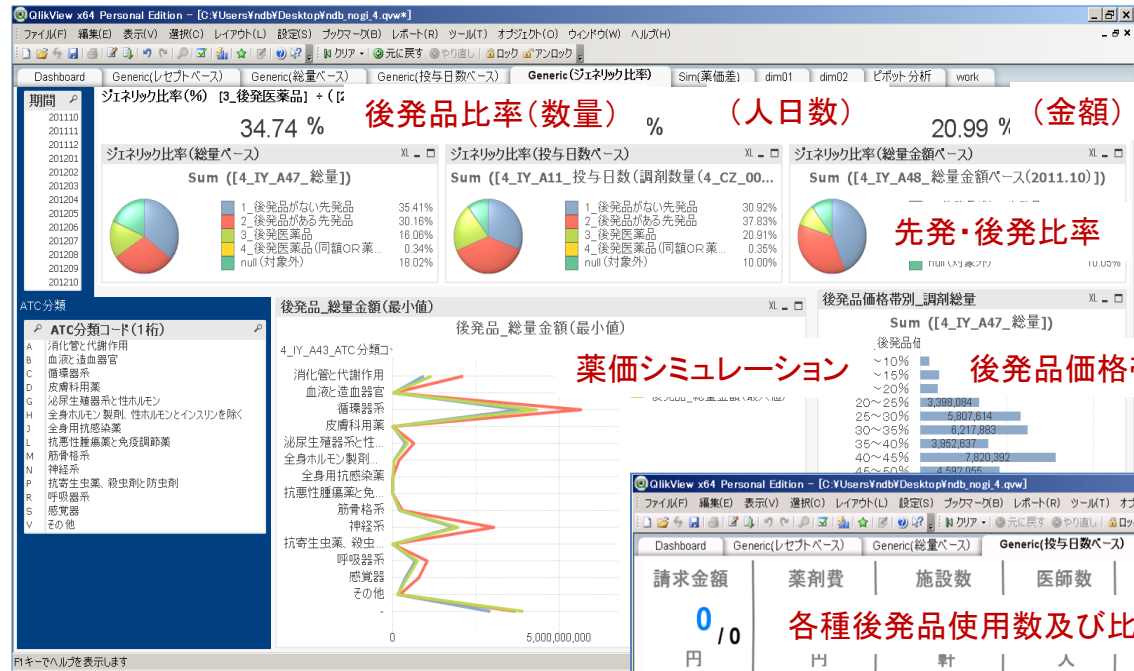 QlikView x64 Personal Edition - [C:¥Users¥ndb¥Desktop¥ndb_nogi_4.qvw*]
ファイル(F) 編集(E) 表示(V) 選択(C) レイアウト(L) 設定(S) ブックマーク(B) レポート(R) ツール(T) オブジェクト(O) ウィンドウ(W) ヘルプ(H)
クリア 元に戻す やり直し ロック アンロック
Dashboard Generic(レセプトベース) Generic(総量ベース) Generic(投与日数ベース) Generic(ジェネリック比率) Sim(薬価差) dim01 dim02 ピボット分析 work
期間
201110
201111
201112
201201
201202
201203
201204
201205
201206
201207
201208
201209
201210
ジェネリック比率(%) [3_後発医薬品] ÷ ([2
34.74 % 後発品比率(数量) % (人日数) 20.99 % (金額)
ジェネリック比率(総量ベース) XL
Sum ([4_IY_A47_総量])
1_後発品がない先発品 35.41%
2_後発品がある先発品 30.16%
3_後発医薬品 16.06%
4_後発医薬品(同額OR薬... 0.34%
null(対象外) 18.02%
ジェネリック比率(投与日数ベース) XL
Sum ([4_IY_A11_投与日数(調剤数量(4_CZ_00...
1_後発品がない先発品 30.92%
2_後発品がある先発品 37.83%
3_後発医薬品 20.91%
4_後発医薬品(同額OR薬... 0.35%
null(対象外) 10.00%
ジェネリック比率(総量金額ベース) XL
Sum ([4_IY_A48_総量金額ベース(2011.10)])
先発・後発比率
null(対象外) 10.05%
ATC分類
ATC分類コード(1桁)
A 消化管と代謝作用
B 血液と造血器官
C 循環器系
D 皮膚科用薬
G 泌尿生殖器系と性ホルモン
H 全身ホルモン製剤、性ホルモンとインスリンを除く
J 全身用抗感染薬
L 抗悪性腫瘍薬と免疫調節薬
M 筋骨格系
N 神経系
P 抗寄生虫薬、殺虫剤と防虫剤
R 呼吸器系
S 感覚器
V その他
後発品_総量金額(最小値) XL
後発品_総量金額(最小値)
4_IY_A43_ATC分類コ
薬価シミュレーション
後発品_総量金額(最大値)
消化管と代謝作用
血液と造血器官
循環器系
皮膚科用薬
泌尿生殖器系と性...
全身ホルモン製剤...
全身用抗感染薬
抗悪性腫瘍薬と免...
筋骨格系
神経系
抗寄生虫薬、殺虫...
呼吸器系
感覚器
その他
-
0 5,000,000,000
後発品価格帯別_調剤総量 XL
Sum ([4_IY_A47_総量])
後発品価
後発品価格帯
~10%
~15%
~20%
20~25% 3,398,084
25~30% 5,807,614
30~35% 6,217,883
35~40% 3,952,637
40~45% 7,820,392
45~50% 4,592,055
QlikView x64 Personal Edition - [C:¥Users¥ndb¥Desktop¥ndb_nogi_4.qvw]
ファイル(F) 編集(E) 表示(V) 選択(C) レイアウト(L) 設定(S) ブックマーク(B) レポート(R) ツール(T) オブ
クリア 元に戻す やり直し ロッ
Dashboard Generic(レセプトベース) Generic(総量ベース) Generic(投与日数ベース)
請求金額 薬剤費 施設数 医師数
0 / 0 各種後発品使用数及び比
円 円 軒 人
F1キーでヘルプを表示します